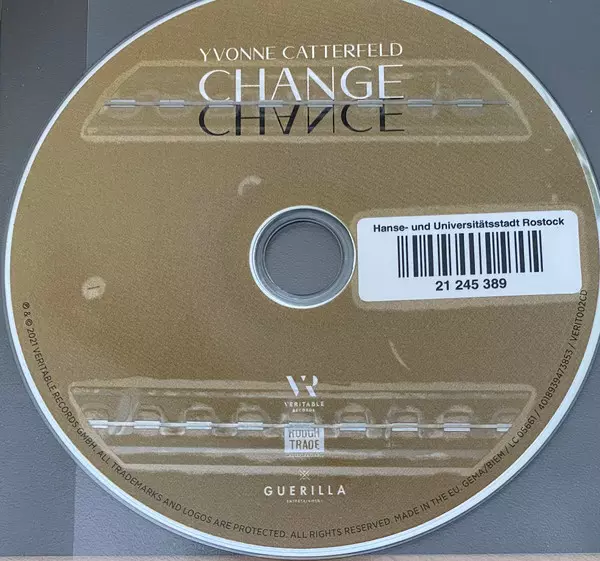 YVONNE CATTERFELD
CHANGE
CHANCE
Hanse- und Universitätsstadt Rostock
21 245 389
VR
VERITABLE
RECORDS
ROUGH
TRADE
GUERILLA
ENTERTAINMENT
℗ & © 2021 VERITABLE RECORDS GMBH. ALL TRADEMARKS AND LOGOS ARE PROTECTED. ALL RIGHTS RESERVED. MADE IN THE EU. GEMA/BIEM / LC 05661 / 4018939473853 / VERIT002CD